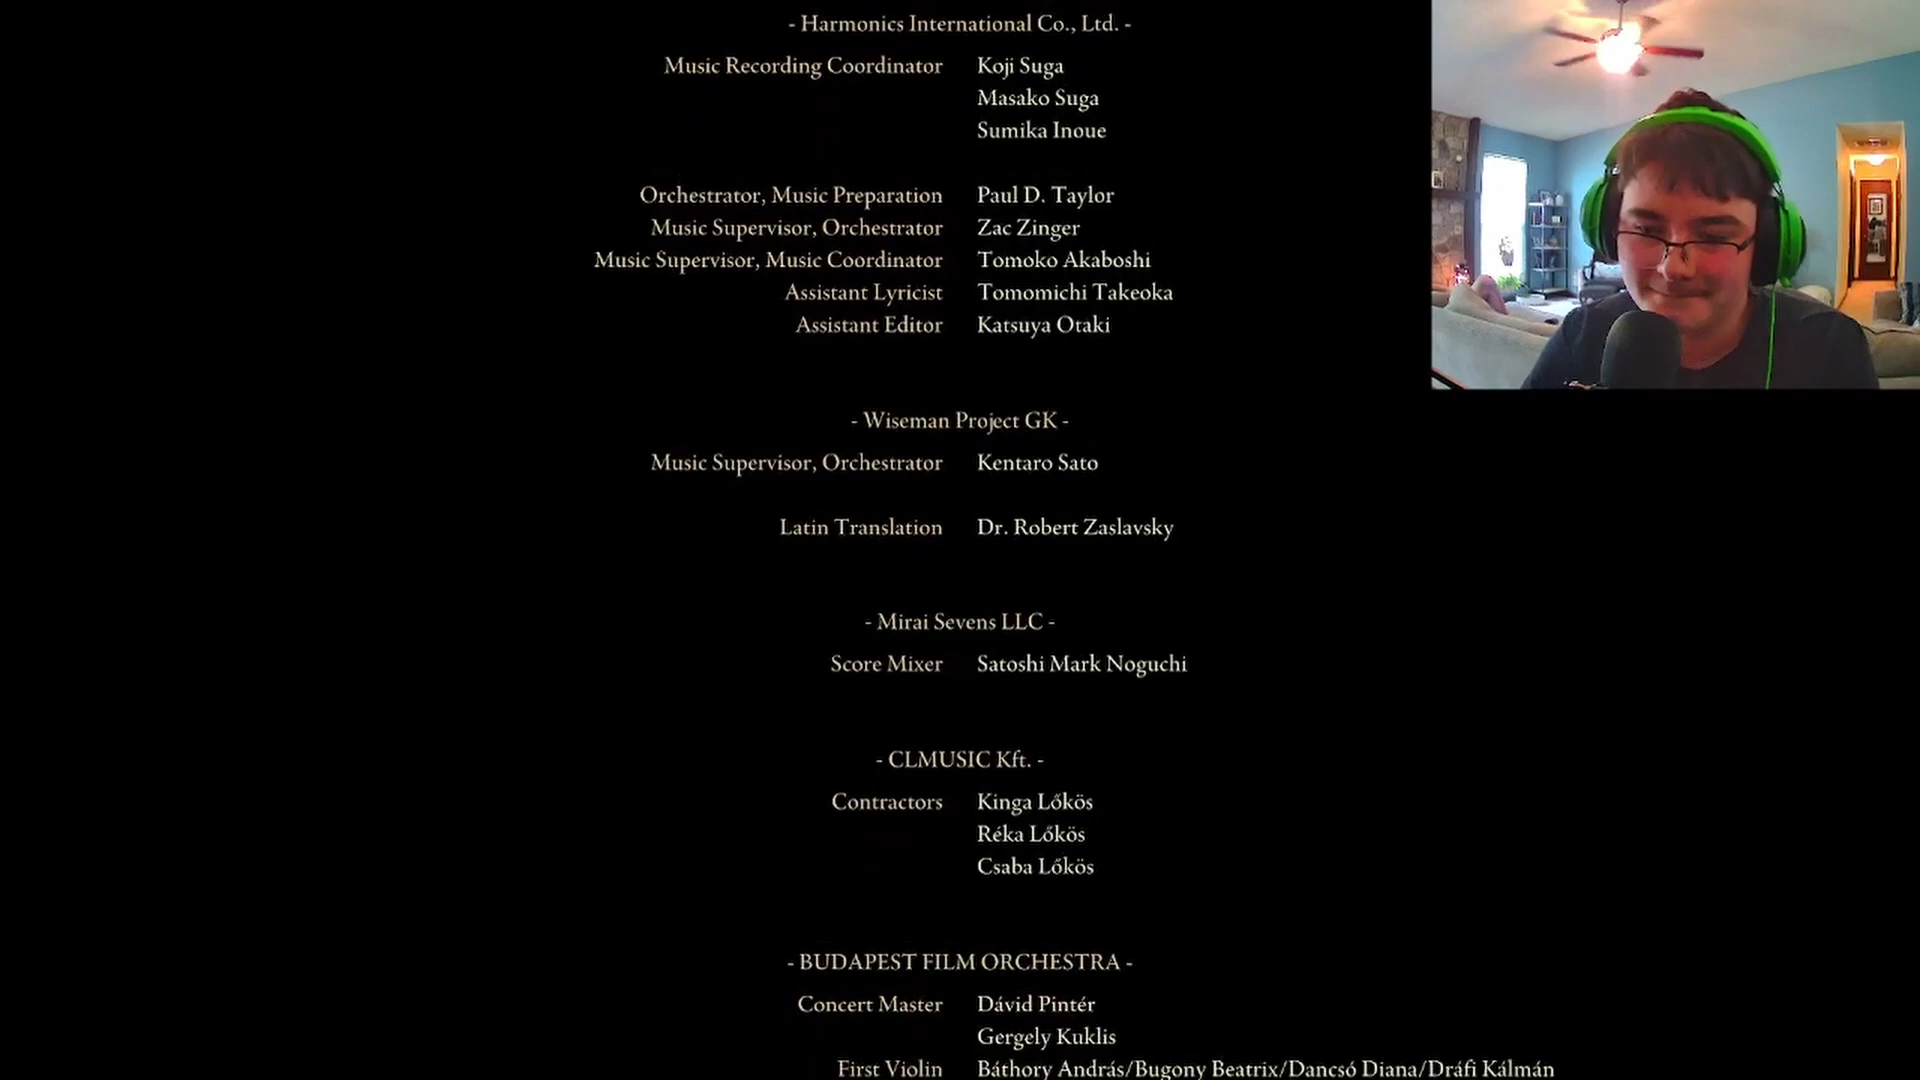 - Harmonics International Co., Ltd. -
Music Recording Coordinator Koji Suga
Masako Suga
Sumika Inoue
Orchestrator, Music Preparation Paul D. Taylor
Music Supervisor, Orchestrator Zac Zinger
Music Supervisor, Music Coordinator Tomoko Akaboshi
Assistant Lyricist Tomomichi Takeoka
Assistant Editor Katsuya Otaki
- Wiseman Project GK -
Music Supervisor, Orchestrator Kentaro Sato
Latin Translation Dr. Robert Zaslavsky
- Mirai Sevens LLC -
Score Mixer Satoshi Mark Noguchi
- CLMUSIC Kft. -
Contractors Kinga Lőkös
Réka Lőkös
Csaba Lőkös
- BUDAPEST FILM ORCHESTRA -
Concert Master Dávid Pintér
Gergely Kuklis
First Violin Báthory András/Bugony Beatrix/Dancsó Diana/Dráfi Kálmán